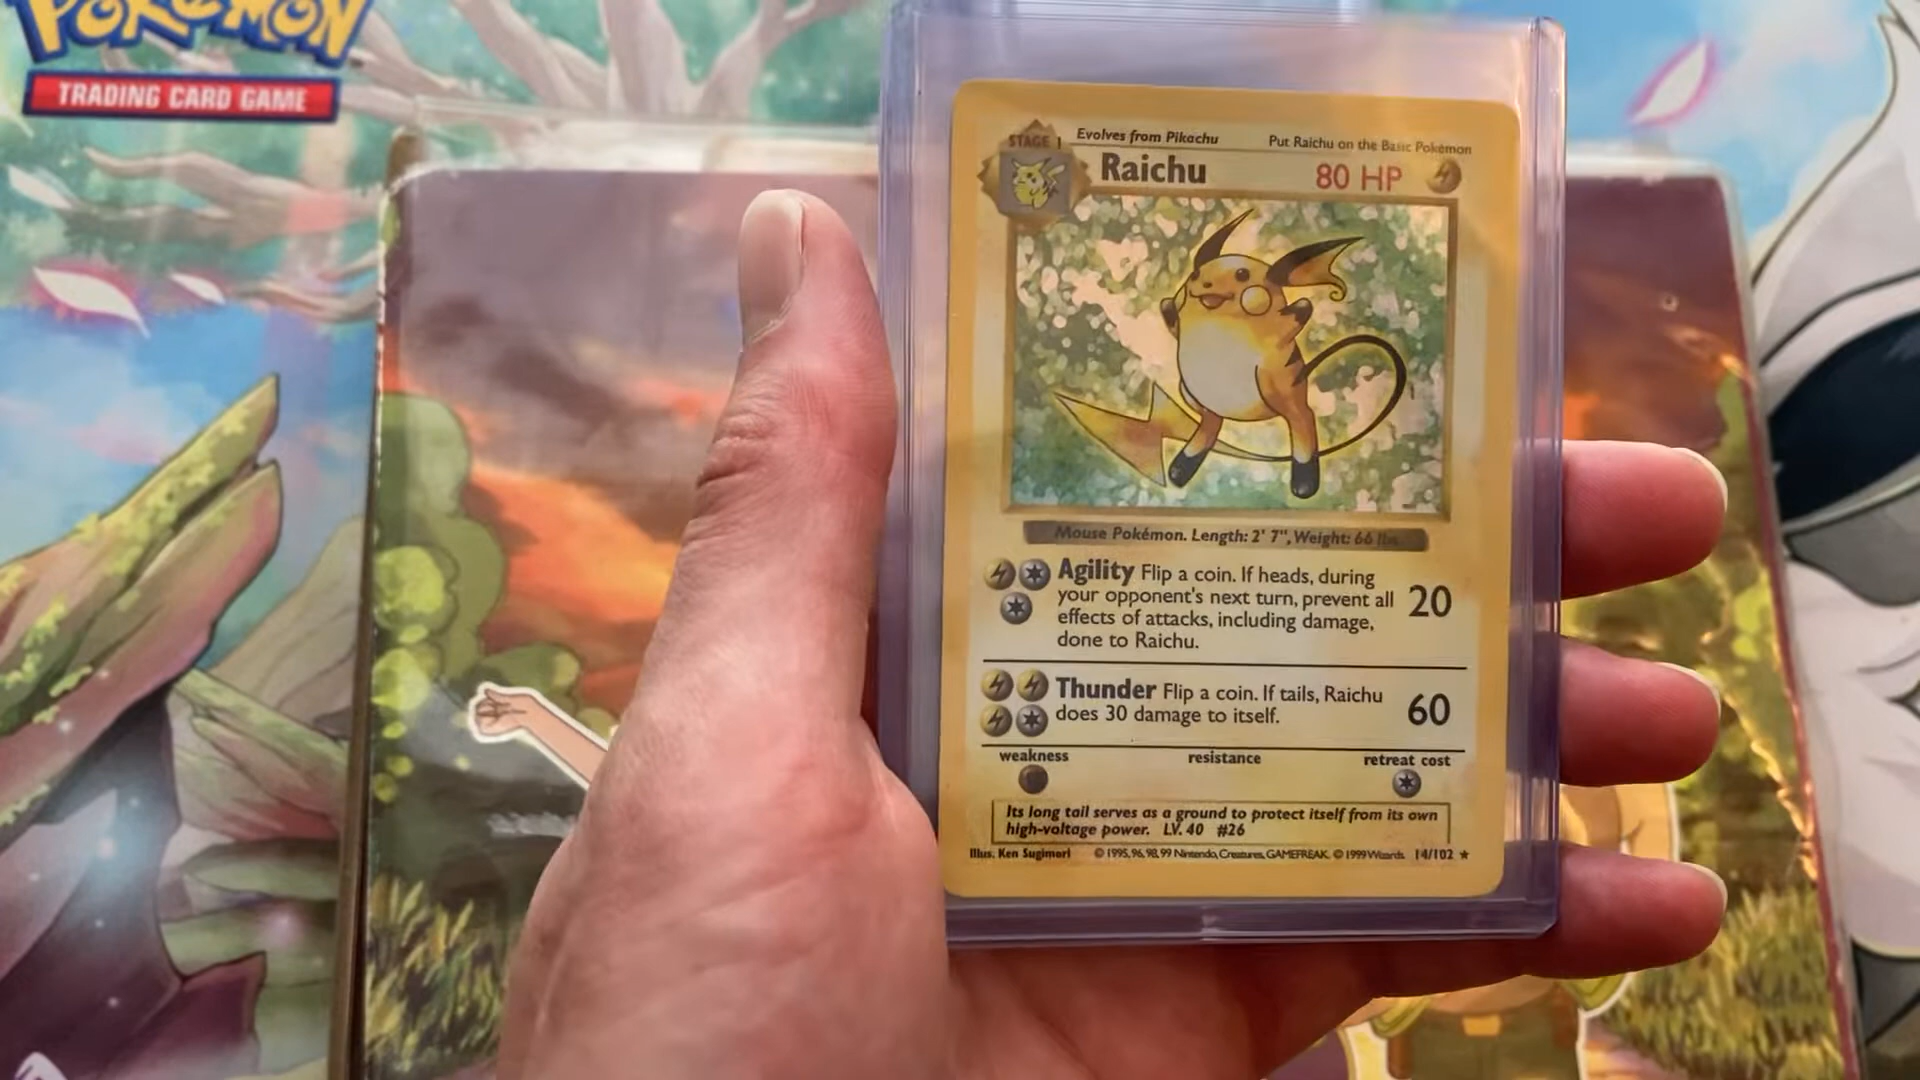 POKÉMON
TRADING CARD GAME
STAGE 1
Evolves from Pikachu
Put Raichu on the Basic Pokémon
Raichu
80 HP
Mouse Pokémon. Length: 2' 7", Weight: 66 lbs.
Agility Flip a coin. If heads, during
your opponent's next turn, prevent all
effects of attacks, including damage,
done to Raichu.
20
Thunder Flip a coin. If tails, Raichu
does 30 damage to itself.
60
weakness
resistance
retreat cost
Its long tail serves as a ground to protect itself from its own
high-voltage power. LV. 40 #26
Illus. Ken Sugimori
© 1995, 96, 98, 99 Nintendo, Creatures, GAMEFREAK. © 1999 Wizards.
14/102 ★